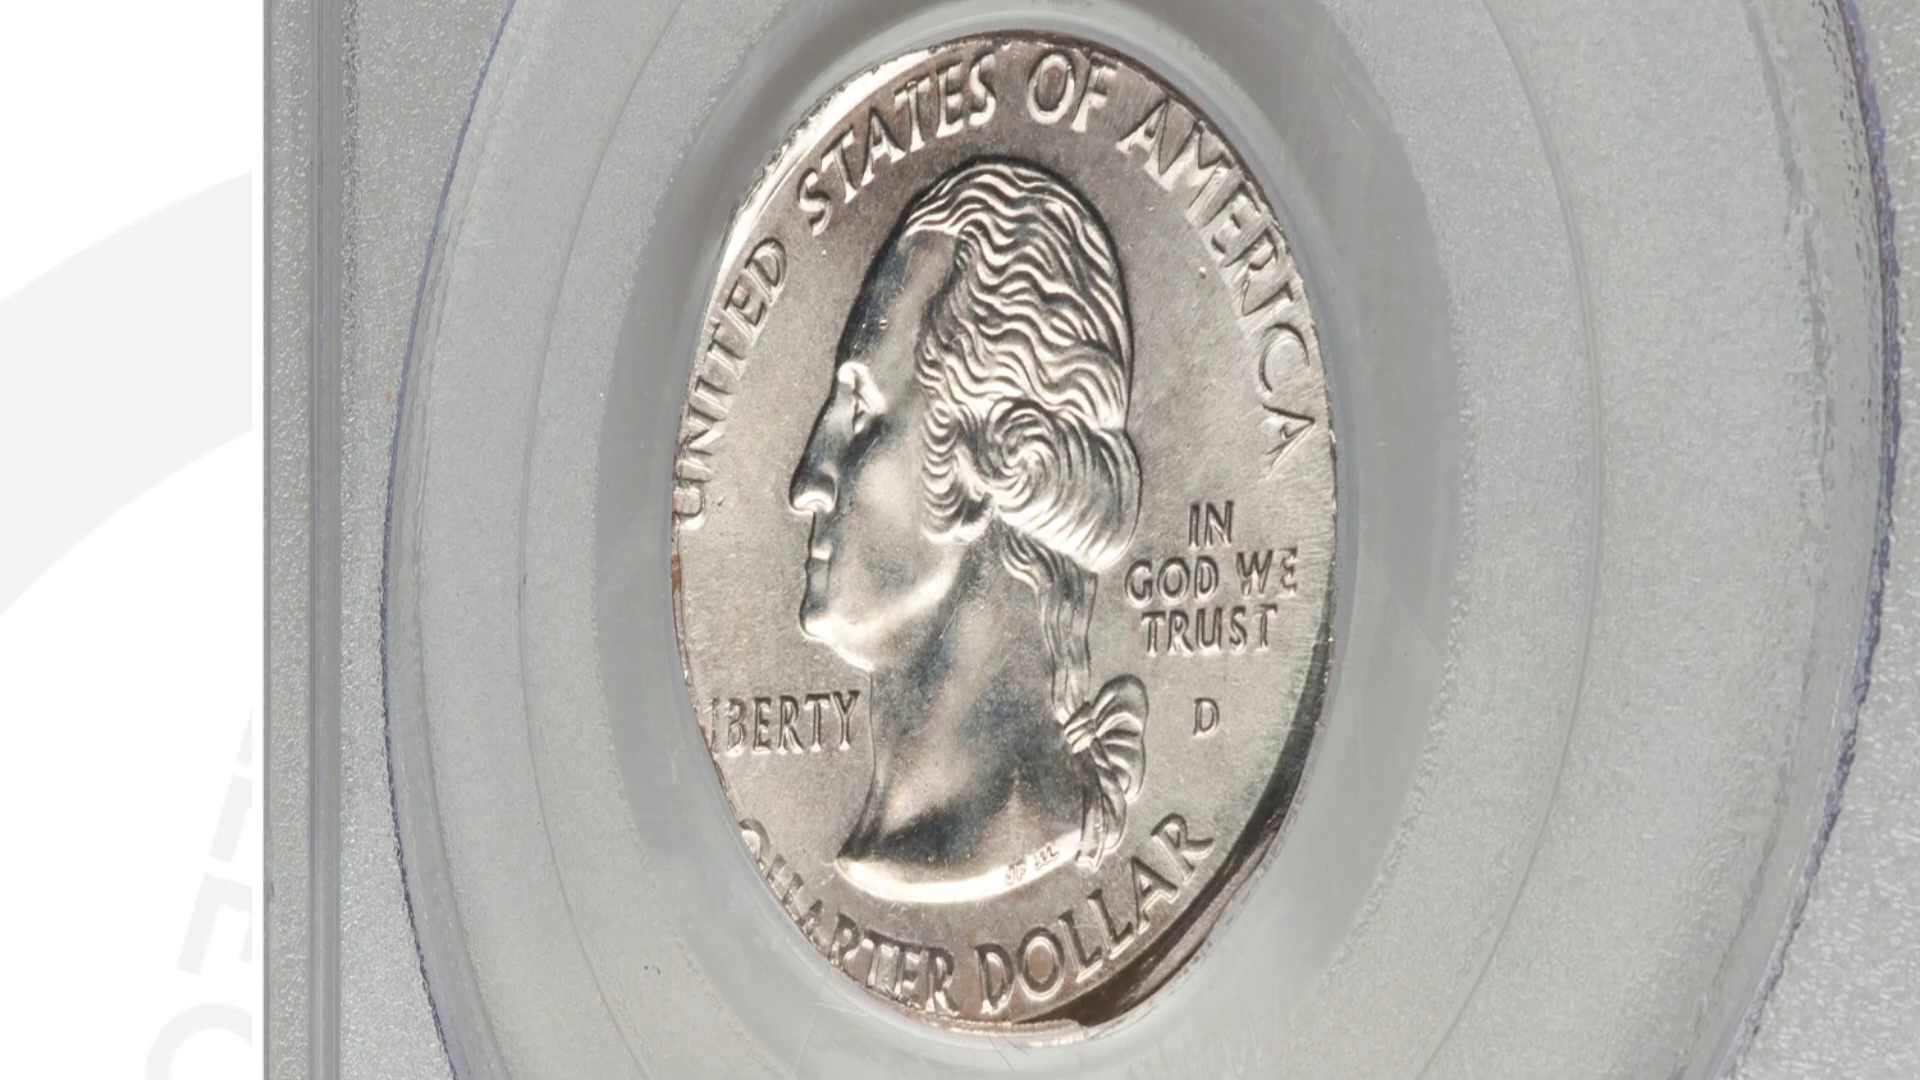 UNITED STATES OF AMERICA
IN
GOD WE
TRUST
IBERTY
D
QUARTER DOLLAR